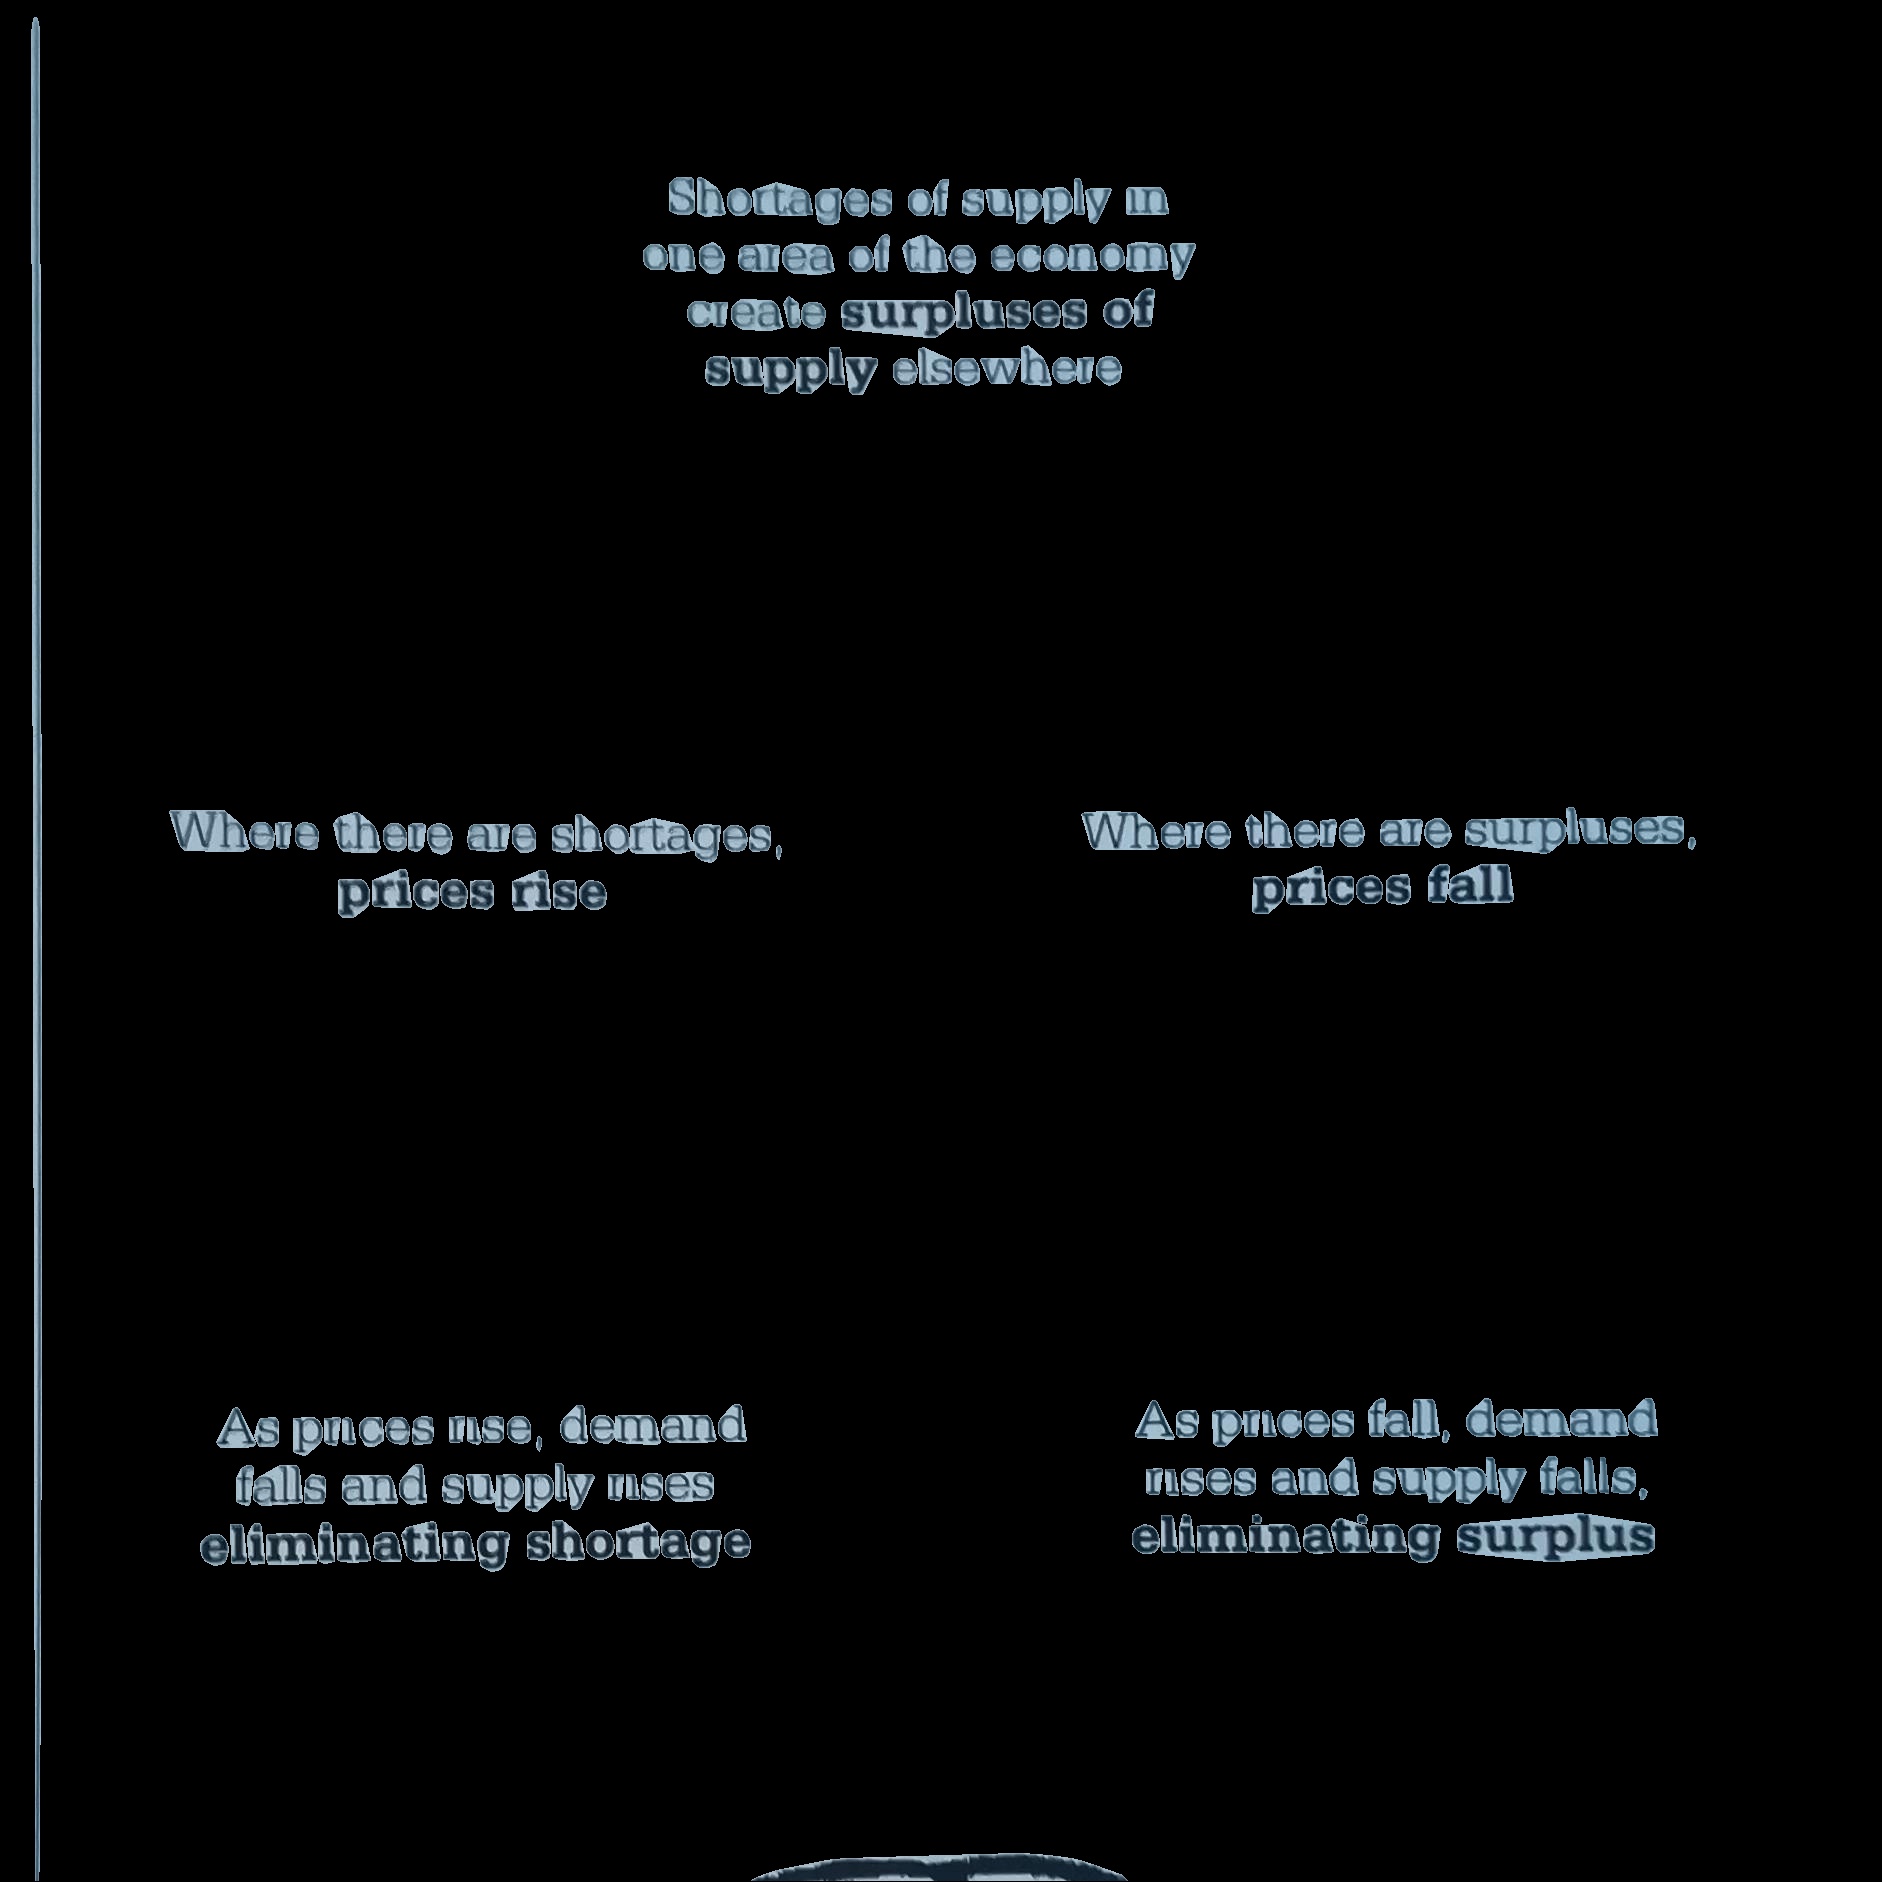 Shortages of supply in
one area of the economy
create surpluses of
supply elsewhere
Where there are shortages,
prices rise
Where there are surpluses,
prices fall
As prices rise, demand
falls and supply rises
eliminating shortage
As prices fall, demand
rises and supply falls,
eliminating surplus